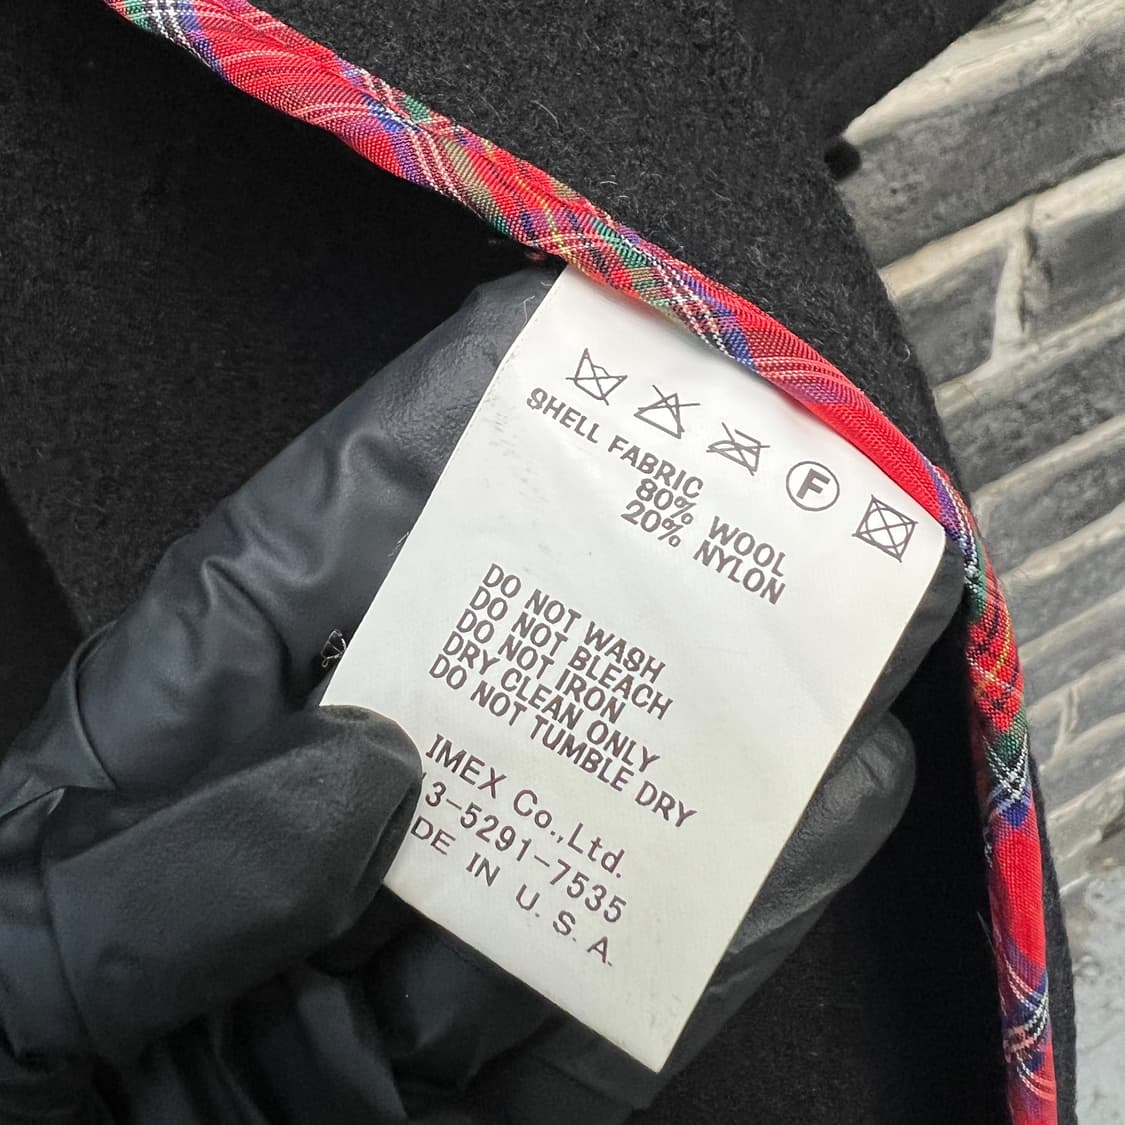 F
SHELL FABRIC
80% WOOL
20% NYLON
DO NOT WASH
DO NOT BLEACH
DO NOT IRON
DRY CLEAN ONLY
DO NOT TUMBLE DRY
IMEX Co.,Ltd.
3-5291-7535
DE IN U.S.A.